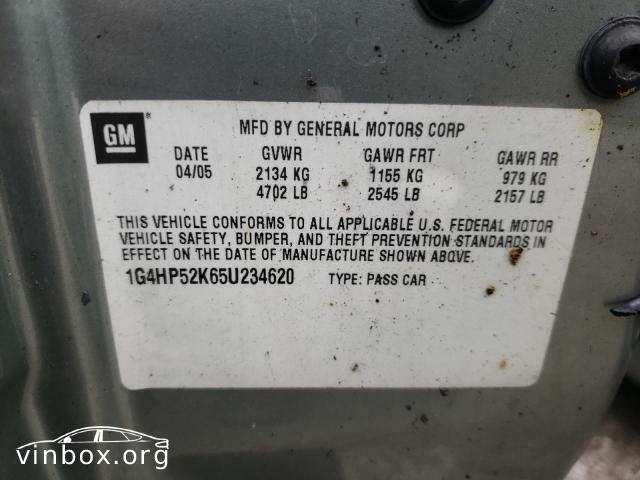 GM
MFD BY GENERAL MOTORS CORP
DATE GVWR GAWR FRT GAWR RR
04/05 2134 KG 1155 KG 979 KG
4702 LB 2545 LB 2157 LB
THIS VEHICLE CONFORMS TO ALL APPLICABLE U.S. FEDERAL MOTOR
VEHICLE SAFETY, BUMPER, AND THEFT PREVENTION STANDARDS IN
EFFECT ON THE DATE OF MANUFACTURE SHOWN ABOVE.
1G4HP52K65U234620 TYPE: PASS CAR
vinbox.org